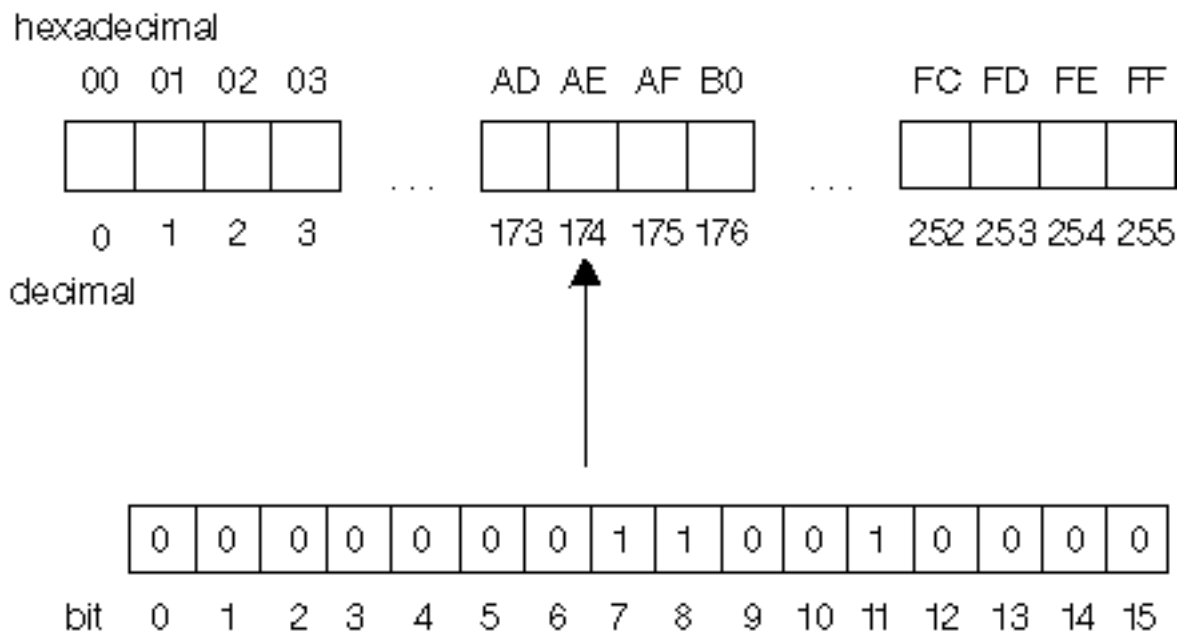 hexadecimal
00 01 02 03 AD AE AF B0 FC FD FE FF
... ...
0 1 2 3 173 174 175 176 252 253 254 255
decimal
0 0 0 0 0 0 0 1 1 0 0 1 0 0 0 0
bit 0 1 2 3 4 5 6 7 8 9 10 11 12 13 14 15